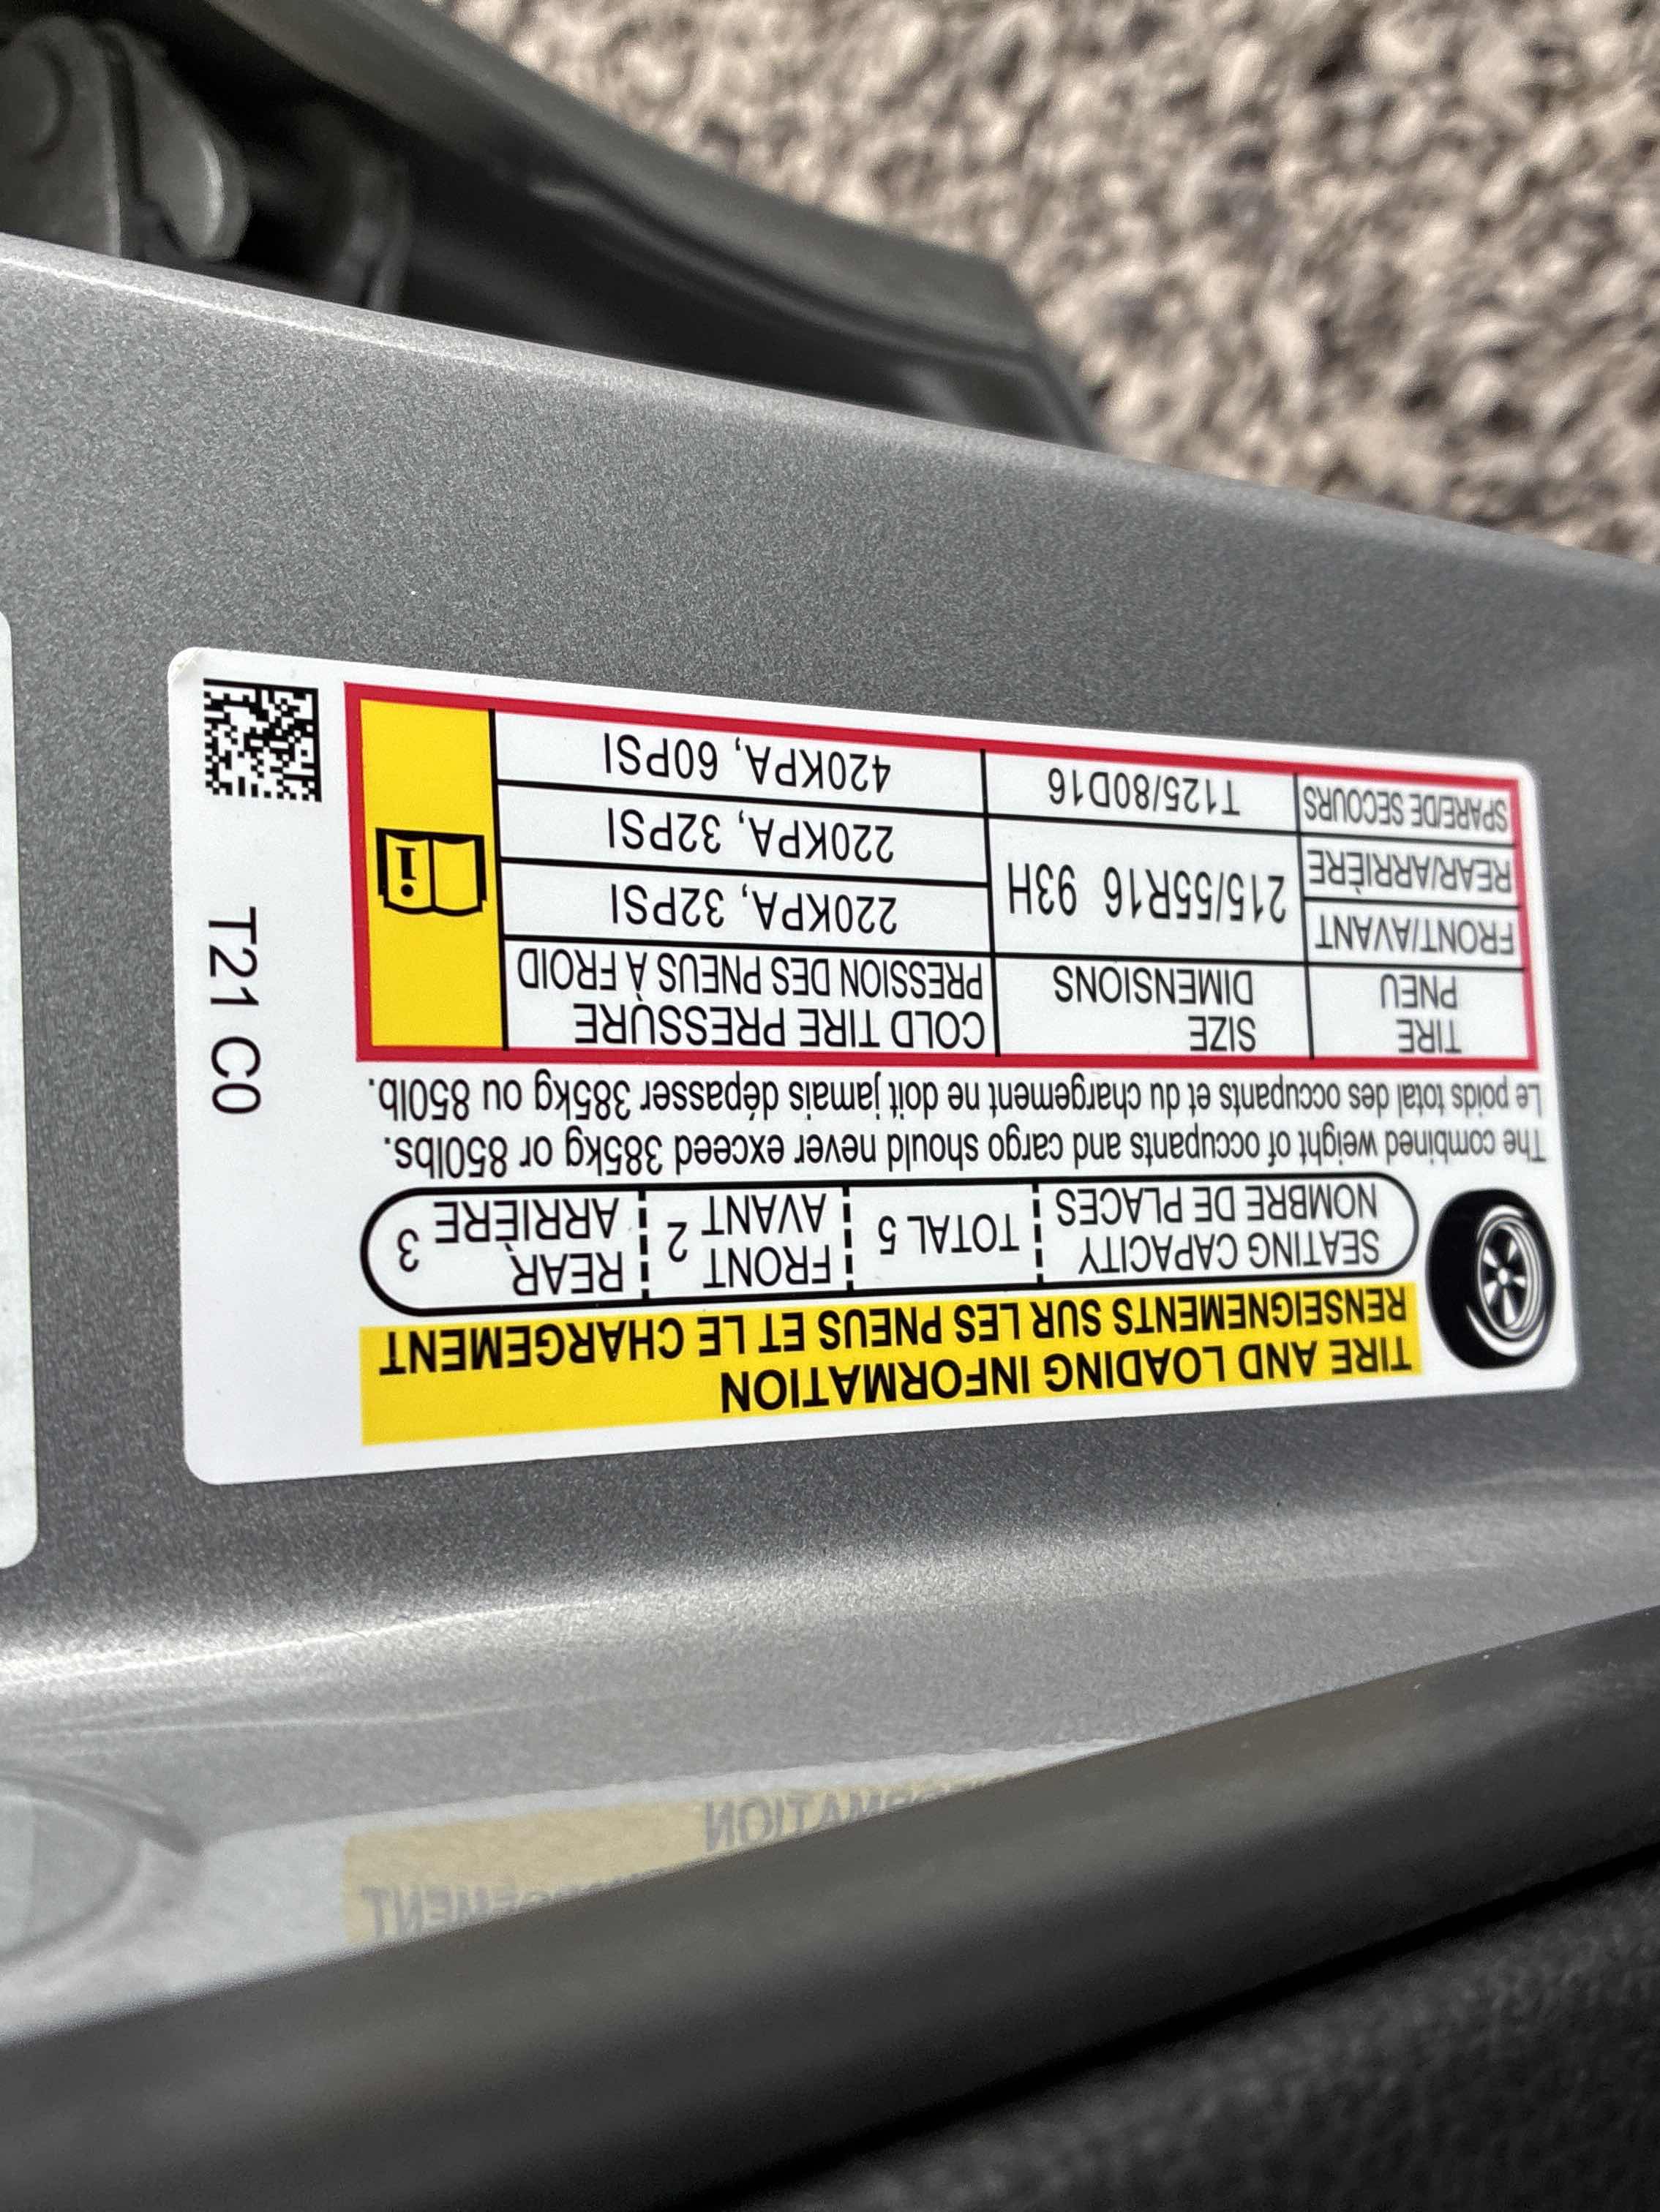 TIRE AND LOADING INFORMATION
RENSEIGNEMENTS SUR LES PNEUS ET LE CHARGEMENT
SEATING CAPACITY
NOMBRE DE PLACES
TOTAL 5
FRONT
AVANT 2
REAR
ARRIÈRE 3
The combined weight of occupants and cargo should never exceed 385kg or 850lbs.
Le poids total des occupants et du chargement ne doit jamais dépasser 385kg ou 850lb.
TIRE
PNEU
SIZE
DIMENSIONS
COLD TIRE PRESSURE
PRESSION DES PNEUS À FROID
FRONT/AVANT
215/55R16 93H
220KPA, 32PSI
REAR/ARRIÈRE
220KPA, 32PSI
SPARE/DE SECOURS
T125/80D16
420KPA, 60PSI
T21 C0